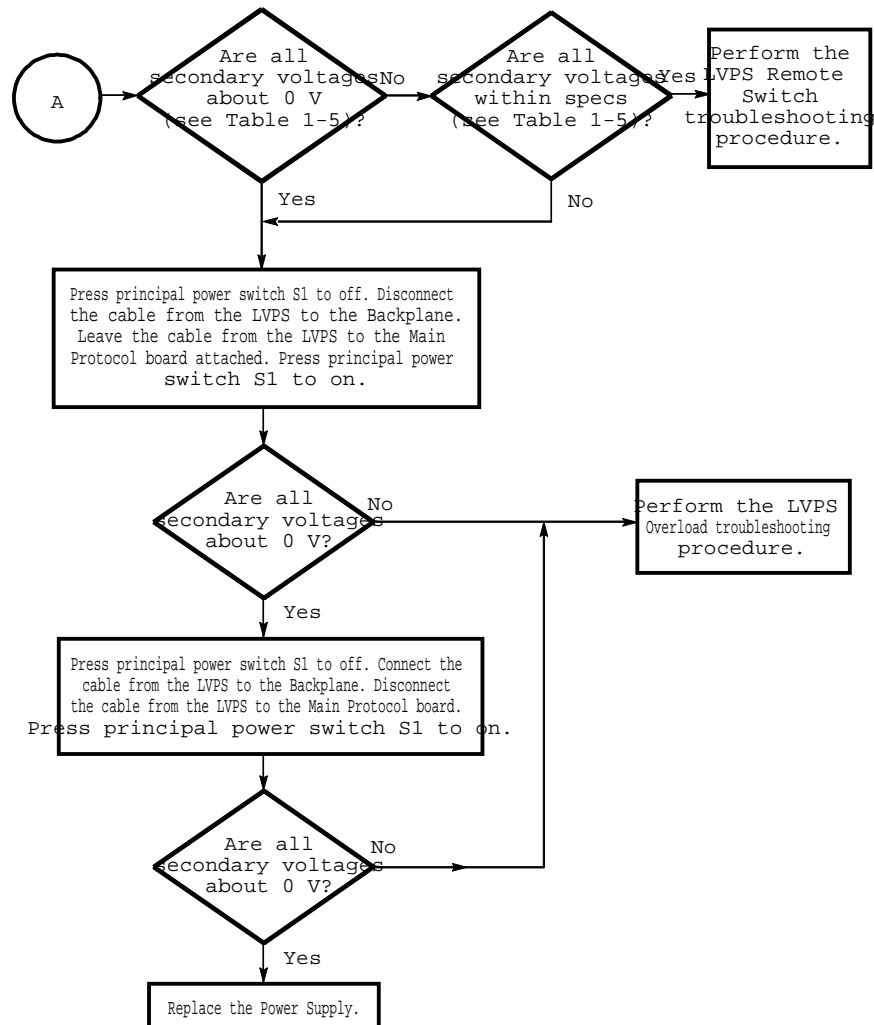 A
Are all
secondary voltages
about 0 V
(see Table 1-5)?
No
Yes
Are all
secondary voltages
within specs
(see Table 1-5)?
Yes
No
Perform the
LVPS Remote
Switch
troubleshooting
procedure.
Press principal power switch S1 to off. Disconnect
the cable from the LVPS to the Backplane.
Leave the cable from the LVPS to the Main
Protocol board attached. Press principal power
switch S1 to on.
Are all
secondary voltages
about 0 V?
No
Yes
Perform the LVPS
Overload troubleshooting
procedure.
Press principal power switch S1 to off. Connect the
cable from the LVPS to the Backplane. Disconnect
the cable from the LVPS to the Main Protocol board.
Press principal power switch S1 to on.
Are all
secondary voltages
about 0 V?
No
Yes
Replace the Power Supply.